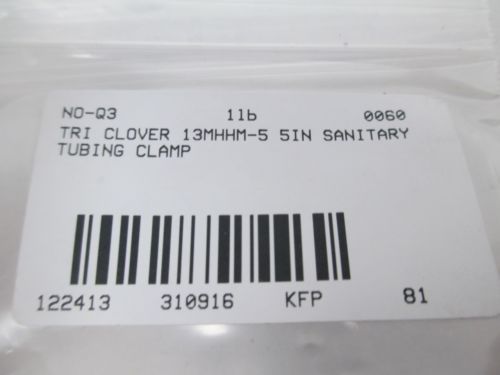 NO-Q3 1lb 0060
TRI CLOVER 13MHHM-5 5IN SANITARY
TUBING CLAMP
122413 310916 KFP 81